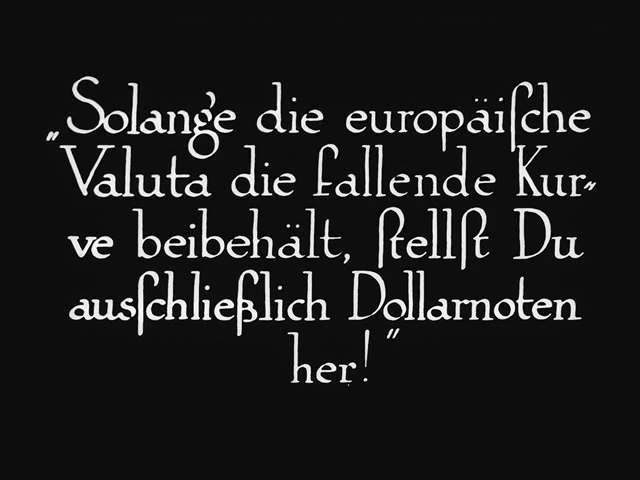 „Solange die europäiſche
Valuta die fallende Kur-
ve beibehält, ſtellſt Du
ausſchließlich Dollarnoten
her!"